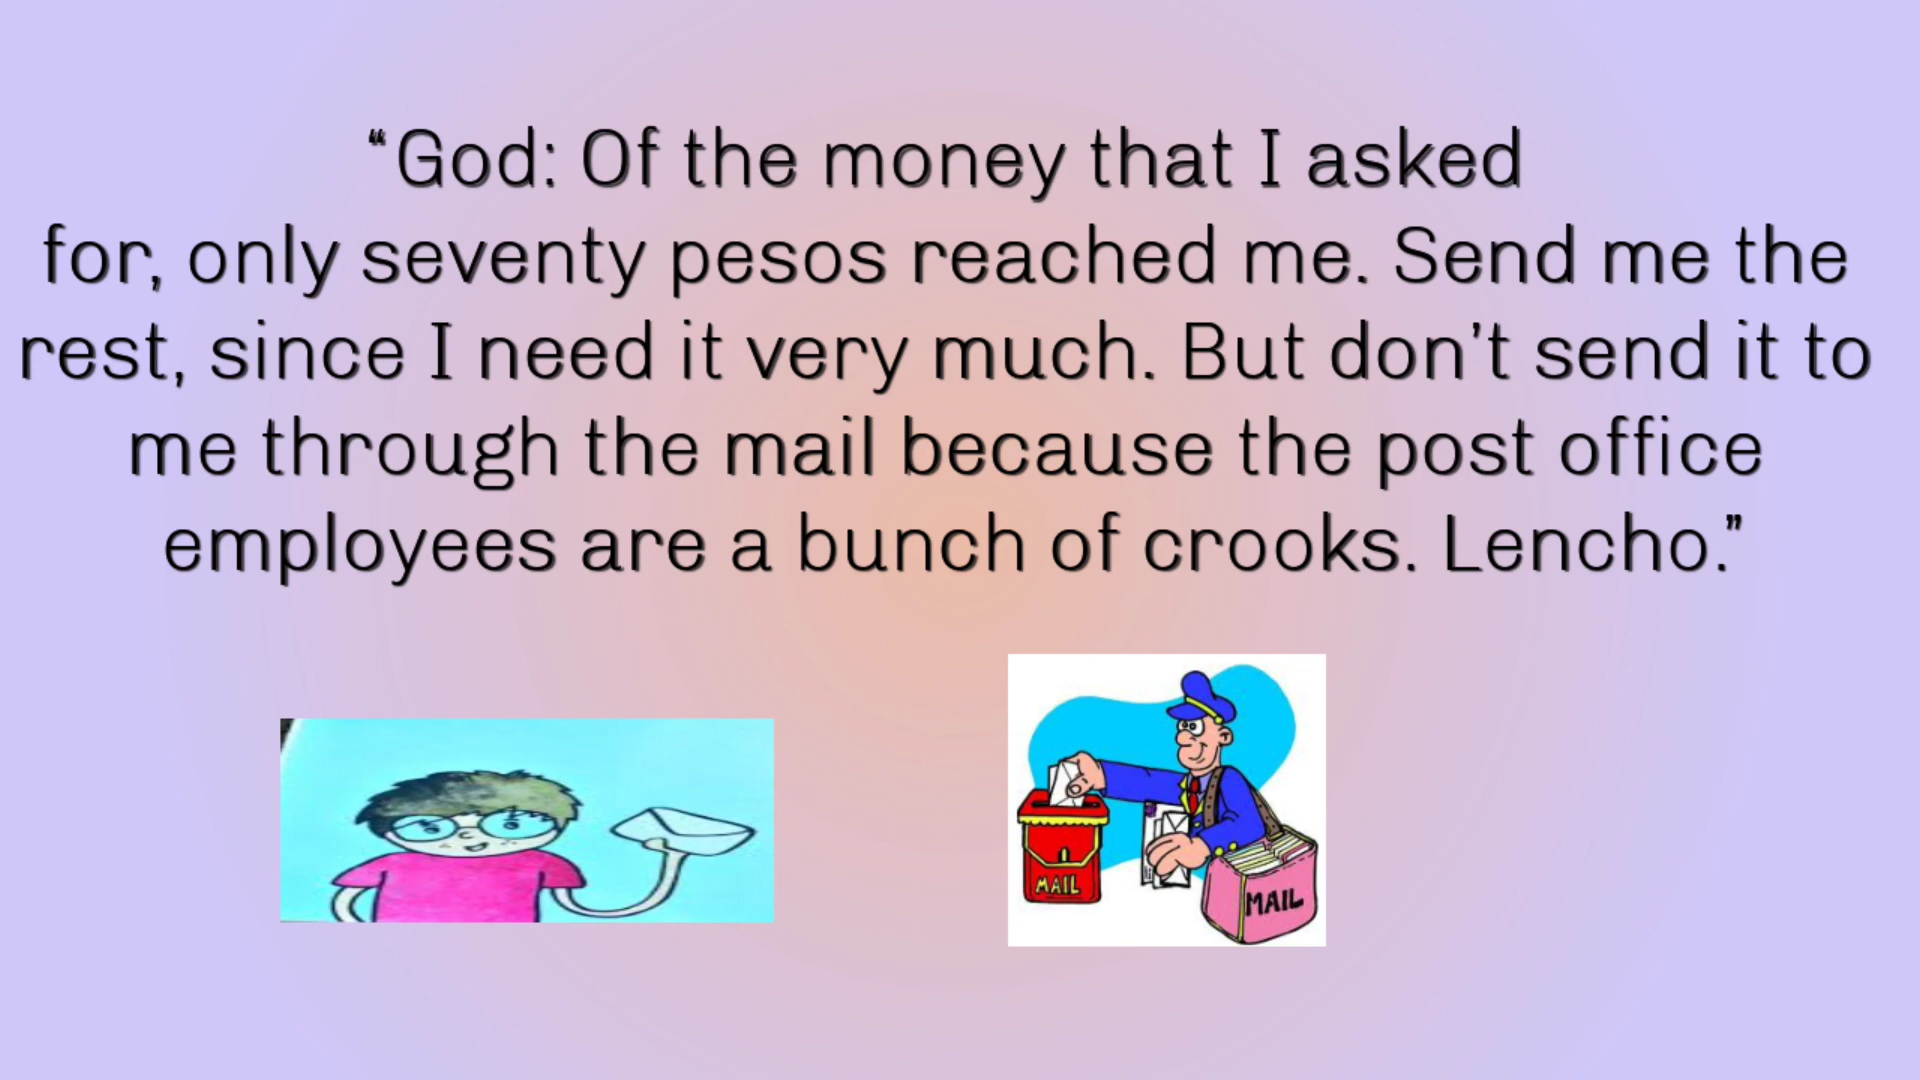 “God: Of the money that I asked
for, only seventy pesos reached me. Send me the
rest, since I need it very much. But don’t send it to
me through the mail because the post office
employees are a bunch of crooks. Lencho.”
MAIL
MAIL